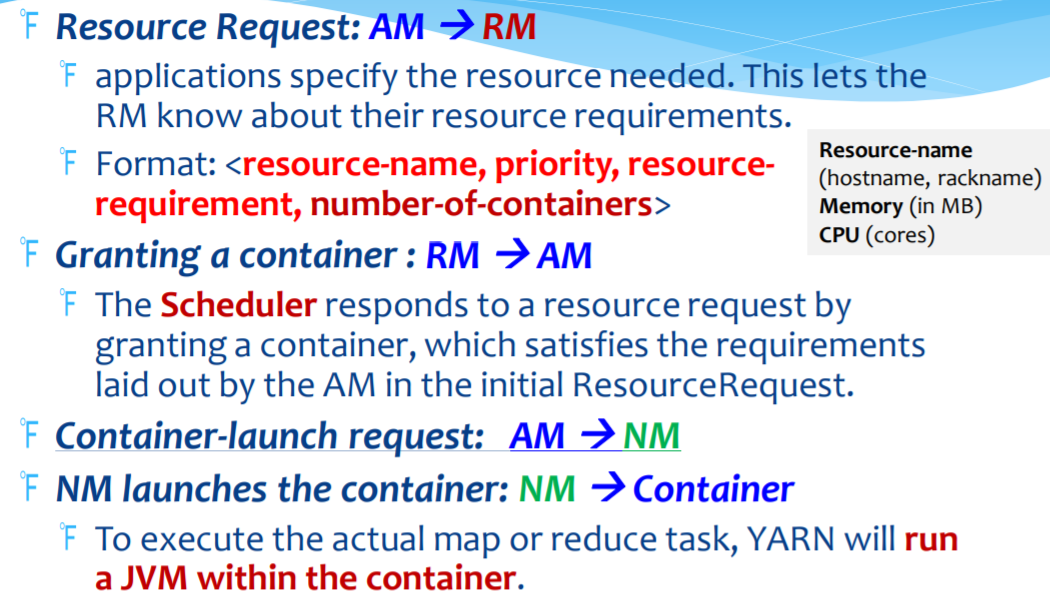 Resource Request: AM → RM
applications specify the resource needed. This lets the
RM know about their resource requirements.
Format: <resource-name, priority, resource-
requirement, number-of-containers>
Resource-name
(hostname, rackname)
Memory (in MB)
CPU (cores)
Granting a container : RM → AM
The Scheduler responds to a resource request by
granting a container, which satisfies the requirements
laid out by the AM in the initial ResourceRequest.
Container-launch request: AM → NM
NM launches the container: NM → Container
To execute the actual map or reduce task, YARN will run
a JVM within the container.